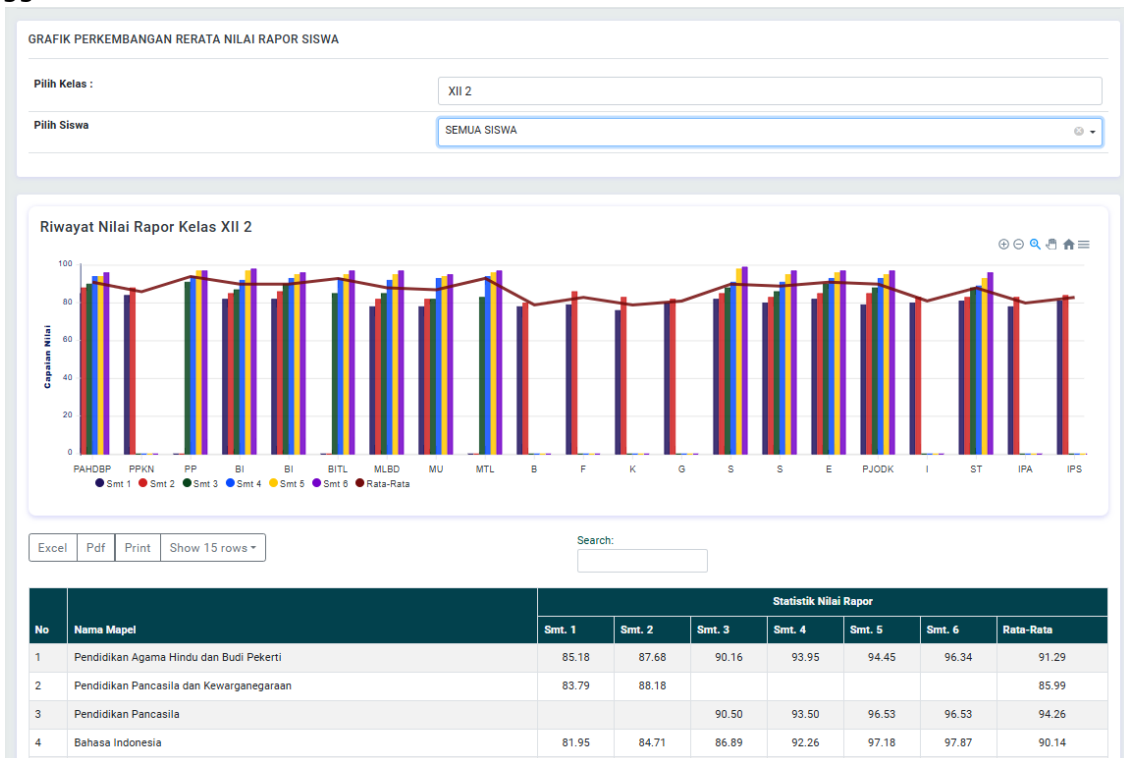 GRAFIK PERKEMBANGAN RERATA NILAI RAPOR SISWA
Pilih Kelas :
XII 2
Pilih Siswa
SEMUA SISWA
Riwayat Nilai Rapor Kelas XII 2
100
80
60
40
20
0
Capaian Nilai
PAHDBP PPKN PP BI BI BITL MLBD MU MTL B F K G S S E PJODK I ST IPA IPS
Smt 1 Smt 2 Smt 3 Smt 4 Smt 5 Smt 6 Rata-Rata
Excel Pdf Print Show 15 rows
Search:
Statistik Nilai Rapor
No Nama Mapel Smt. 1 Smt. 2 Smt. 3 Smt. 4 Smt. 5 Smt. 6 Rata-Rata
1 Pendidikan Agama Hindu dan Budi Pekerti 85.18 87.68 90.16 93.95 94.45 96.34 91.29
2 Pendidikan Pancasila dan Kewarganegaraan 83.79 88.18 85.99
3 Pendidikan Pancasila 90.50 93.50 96.53 96.53 94.26
4 Bahasa Indonesia 81.95 84.71 86.89 92.26 97.18 97.87 90.14